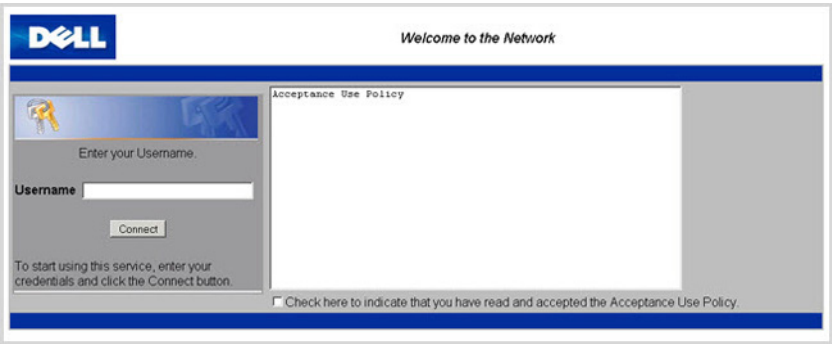 DELL
Welcome to the Network
Acceptance Use Policy
Enter your Username.
Username
Connect
To start using this service, enter your
credentials and click the Connect button.
Check here to indicate that you have read and accepted the Acceptance Use Policy.